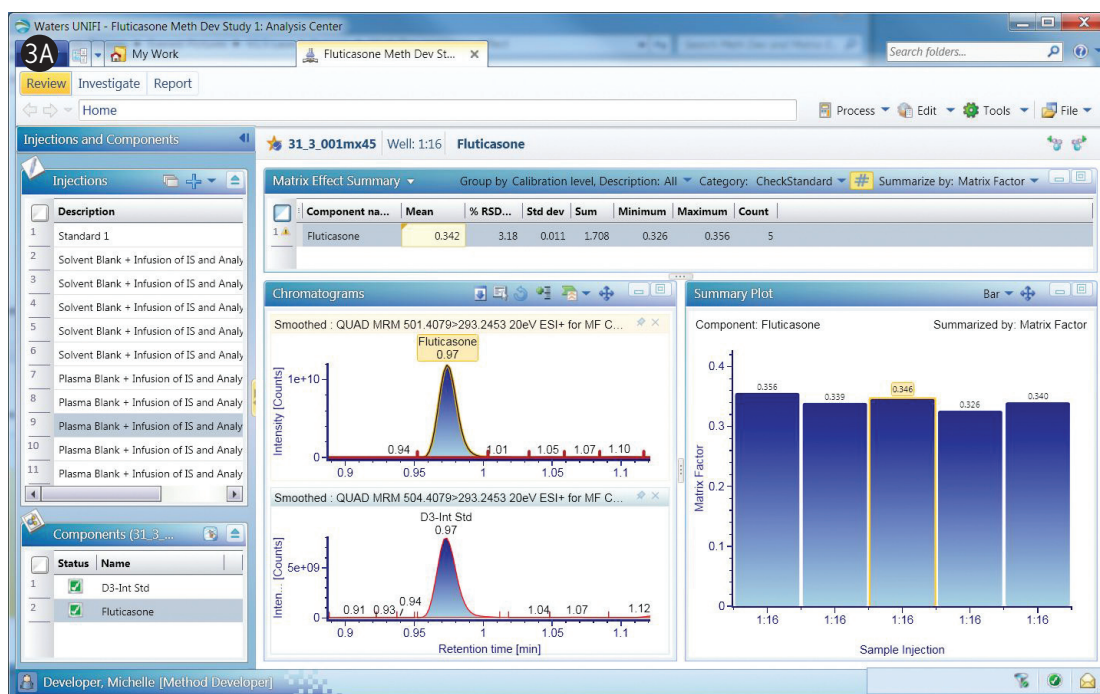 Waters UNIFI - Fluticasone Meth Dev Study 1: Analysis Center
3A
My Work
Fluticasone Meth Dev St...
Search folders...
Review Investigate Report
Home
Process Edit Tools File
Injections and Components
31_3_001mx45 Well: 1:16 Fluticasone
Injections
Description
1 Standard 1
2 Solvent Blank + Infusion of IS and Analy
3 Solvent Blank + Infusion of IS and Analy
4 Solvent Blank + Infusion of IS and Analy
5 Solvent Blank + Infusion of IS and Analy
6 Solvent Blank + Infusion of IS and Analy
7 Plasma Blank + Infusion of IS and Analy
8 Plasma Blank + Infusion of IS and Analy
9 Plasma Blank + Infusion of IS and Analy
10 Plasma Blank + Infusion of IS and Analy
11 Plasma Blank + Infusion of IS and Analy
Components (31_3_...
Status Name
1 D3-Int Std
2 Fluticasone
Matrix Effect Summary Group by Calibration level, Description: All Category: CheckStandard # Summarize by: Matrix Factor
Component na... Mean % RSD... Std dev Sum Minimum Maximum Count
1 Fluticasone 0.342 3.18 0.011 1.708 0.326 0.356 5
Chromatograms
Smoothed : QUAD MRM 501.4079>293.2453 20eV ESI+ for MF C...
Fluticasone
0.97
Intensity [Counts]
1e+10
0
0.94 1.01 1.05 1.07 1.10
0.9 0.95 1 1.05 1.1
Smoothed : QUAD MRM 504.4079>293.2453 20eV ESI+ for MF C...
D3-Int Std
0.97
Inten... [Counts]
5e+09
0
0.91 0.93 0.94 1.04 1.07 1.12
0.9 0.95 1 1.05 1.1
Retention time [min]
Summary Plot Bar
Component: Fluticasone Summarized by: Matrix Factor
Matrix Factor
0.4
0.3
0.2
0.1
0
0.356 0.339 0.346 0.326 0.340
1:16 1:16 1:16 1:16 1:16
Sample Injection
Developer, Michelle [Method Developer]